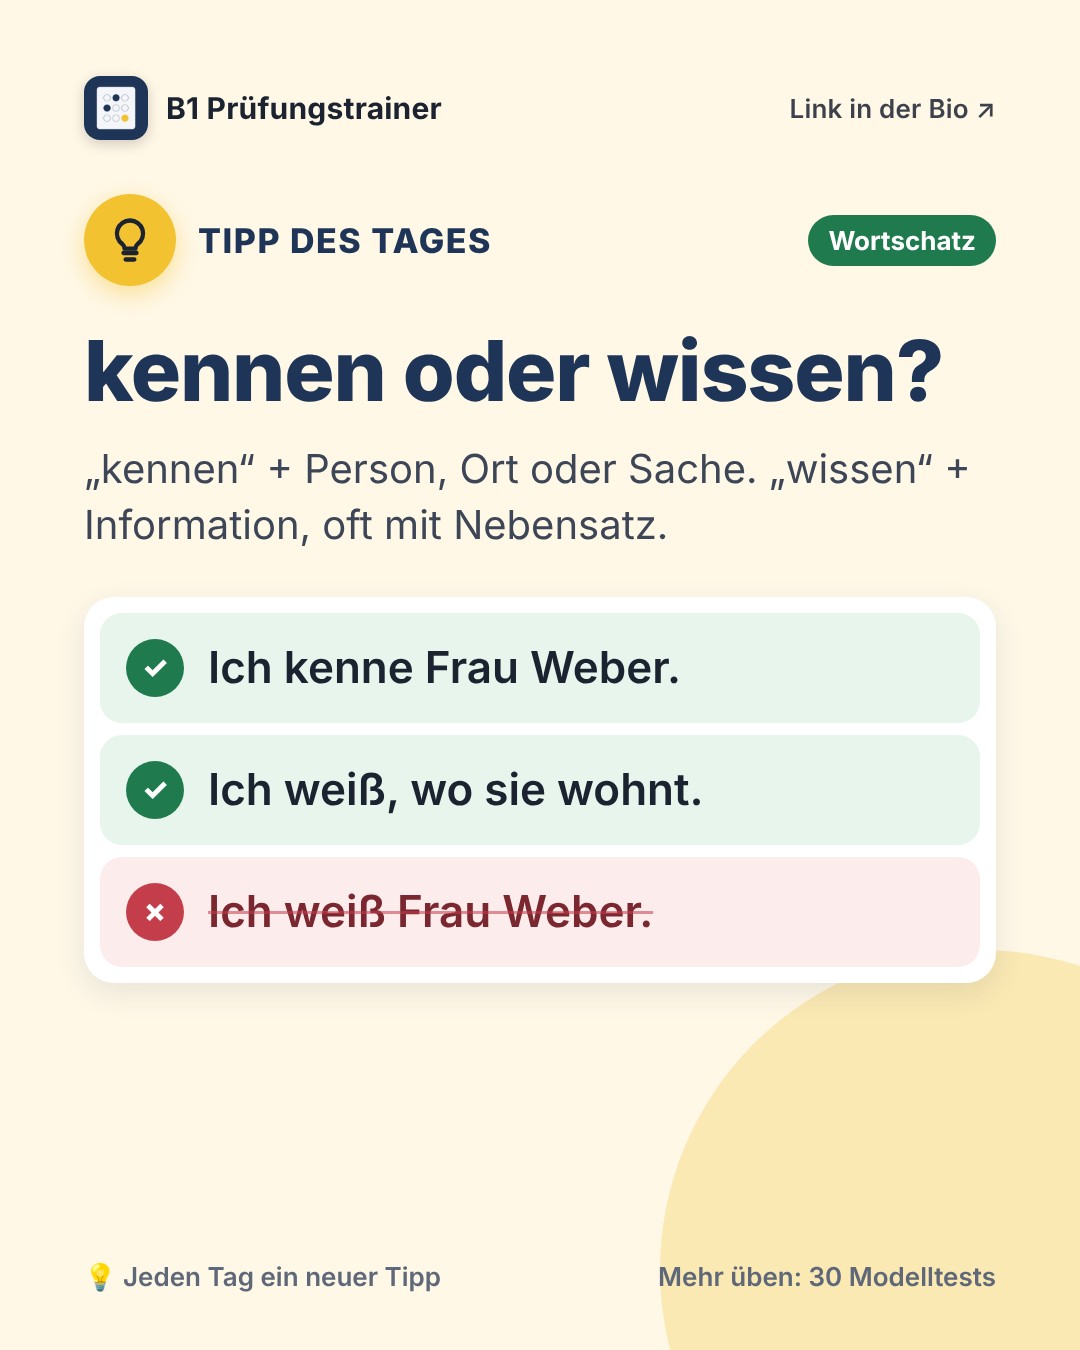 B1 Prüfungstrainer
Link in der Bio ↗
TIPP DES TAGES
Wortschatz
kennen oder wissen?
„kennen“ + Person, Ort oder Sache. „wissen“ +
Information, oft mit Nebensatz.
Ich kenne Frau Weber.
Ich weiß, wo sie wohnt.
Ich weiß Frau Weber.
💡 Jeden Tag ein neuer Tipp
Mehr üben: 30 Modelltests